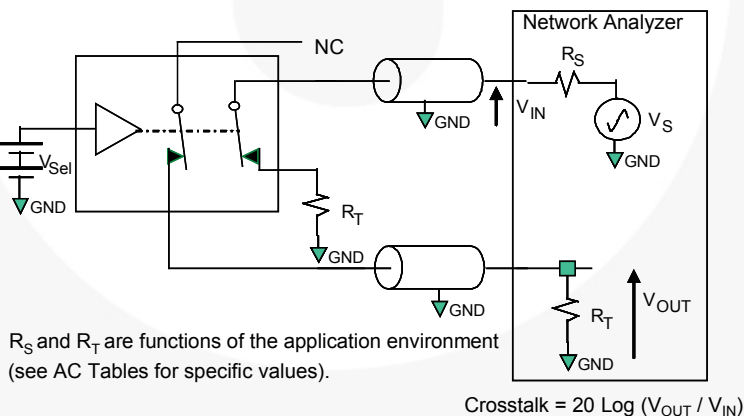 Network Analyzer
NC
R_S
V_IN
V_S
GND
GND
V_Sel
GND
R_T
GND
GND
R_T
V_OUT
GND
R_S and R_T are functions of the application environment
(see AC Tables for specific values).
Crosstalk = 20 Log (V_OUT / V_IN)